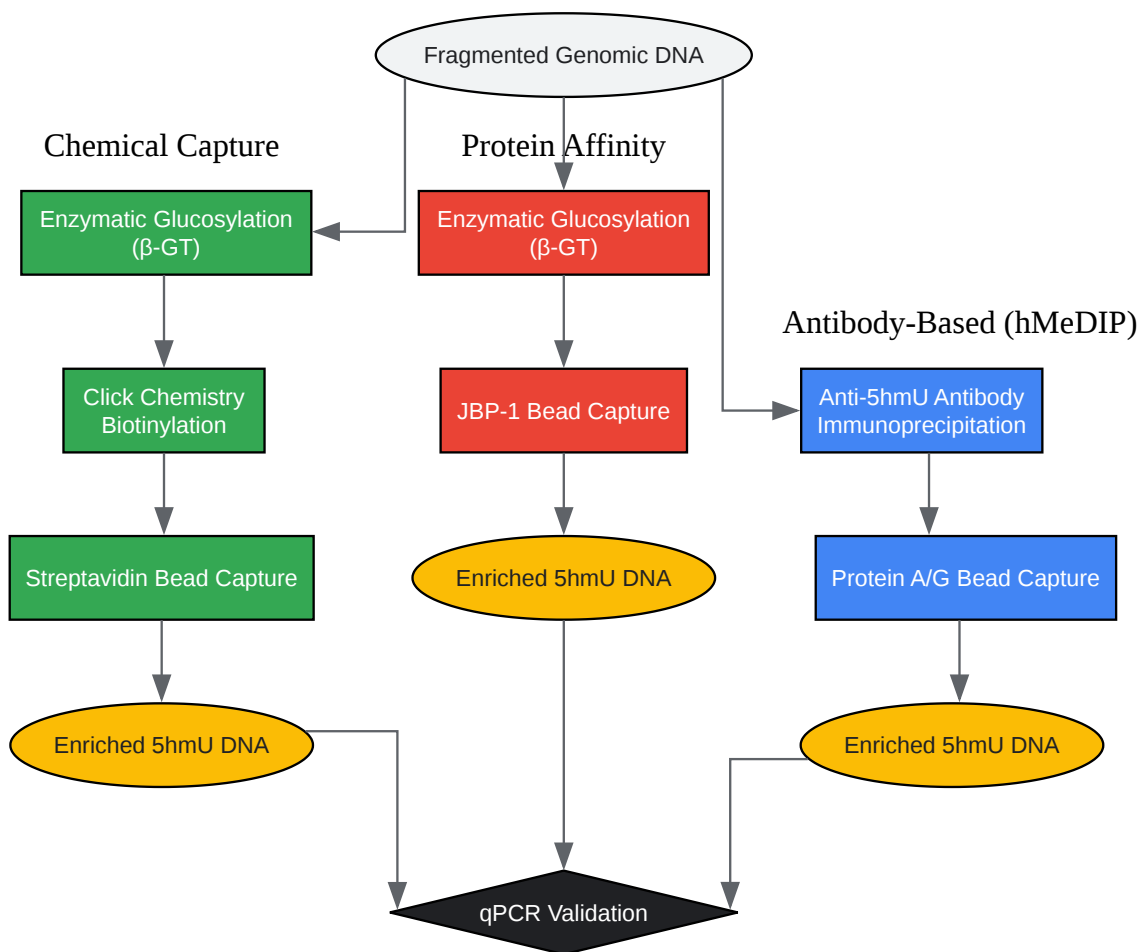 Fragmented Genomic DNA
Chemical Capture
Protein Affinity
Enzymatic Glucosylation
(β-GT)
Enzymatic Glucosylation
(β-GT)
Antibody-Based (hMeDIP)
Click Chemistry
Biotinylation
JBP-1 Bead Capture
Anti-5hmU Antibody
Immunoprecipitation
Streptavidin Bead Capture
Enriched 5hmU DNA
Protein A/G Bead Capture
Enriched 5hmU DNA
Enriched 5hmU DNA
qPCR Validation